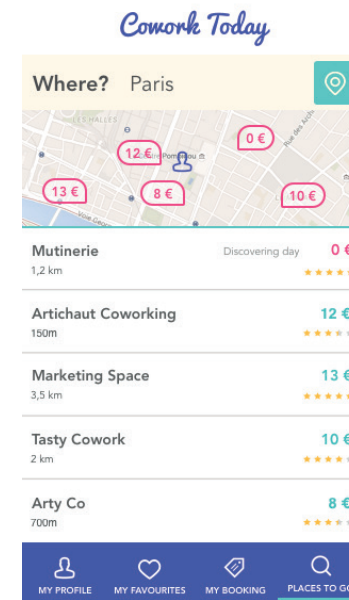 Cowork Today
Where? Paris
LES HALLES
0 €
12 €
13 €
8 €
10 €
Mutinerie Discovering day 0 €
1,2 km
Artichaut Coworking 12 €
150m
Marketing Space 13 €
3,5 km
Tasty Cowork 10 €
2 km
Arty Co 8 €
700m
MY PROFILE MY FAVOURITES MY BOOKING PLACES TO GO